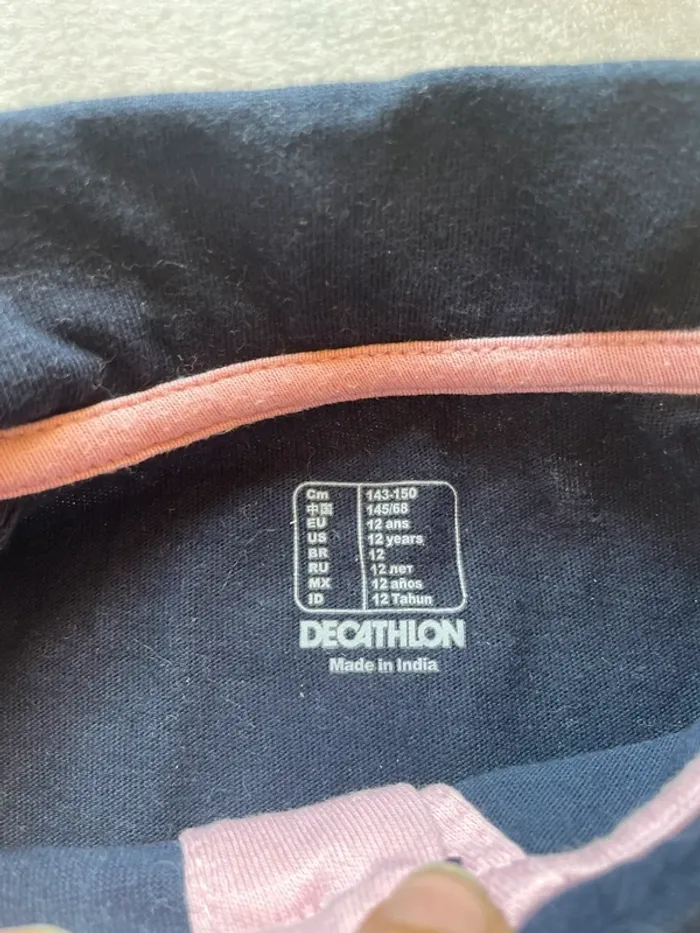 Cm 143-150
中国 145/68
EU 12 ans
US 12 years
BR 12
RU 12 лет
MX 12 años
ID 12 Tahun
DECATHLON
Made in India